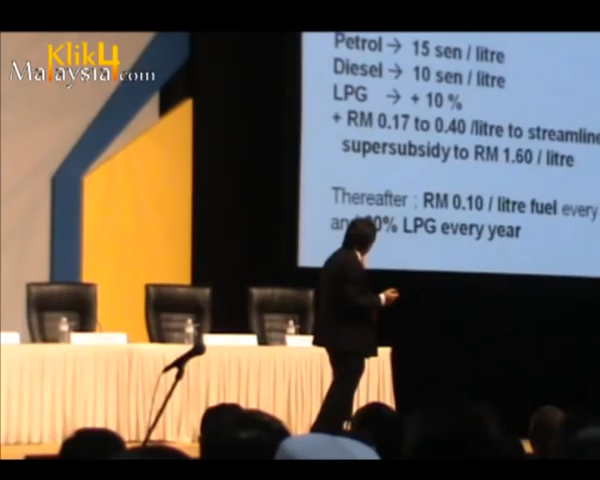 Klik4
Malaysia.com
Petrol → 15 sen / litre
Diesel → 10 sen / litre
LPG → + 10 %
+ RM 0.17 to 0.40 /litre to streamline
supersubsidy to RM 1.60 / litre
Thereafter : RM 0.10 / litre fuel every
LPG every year